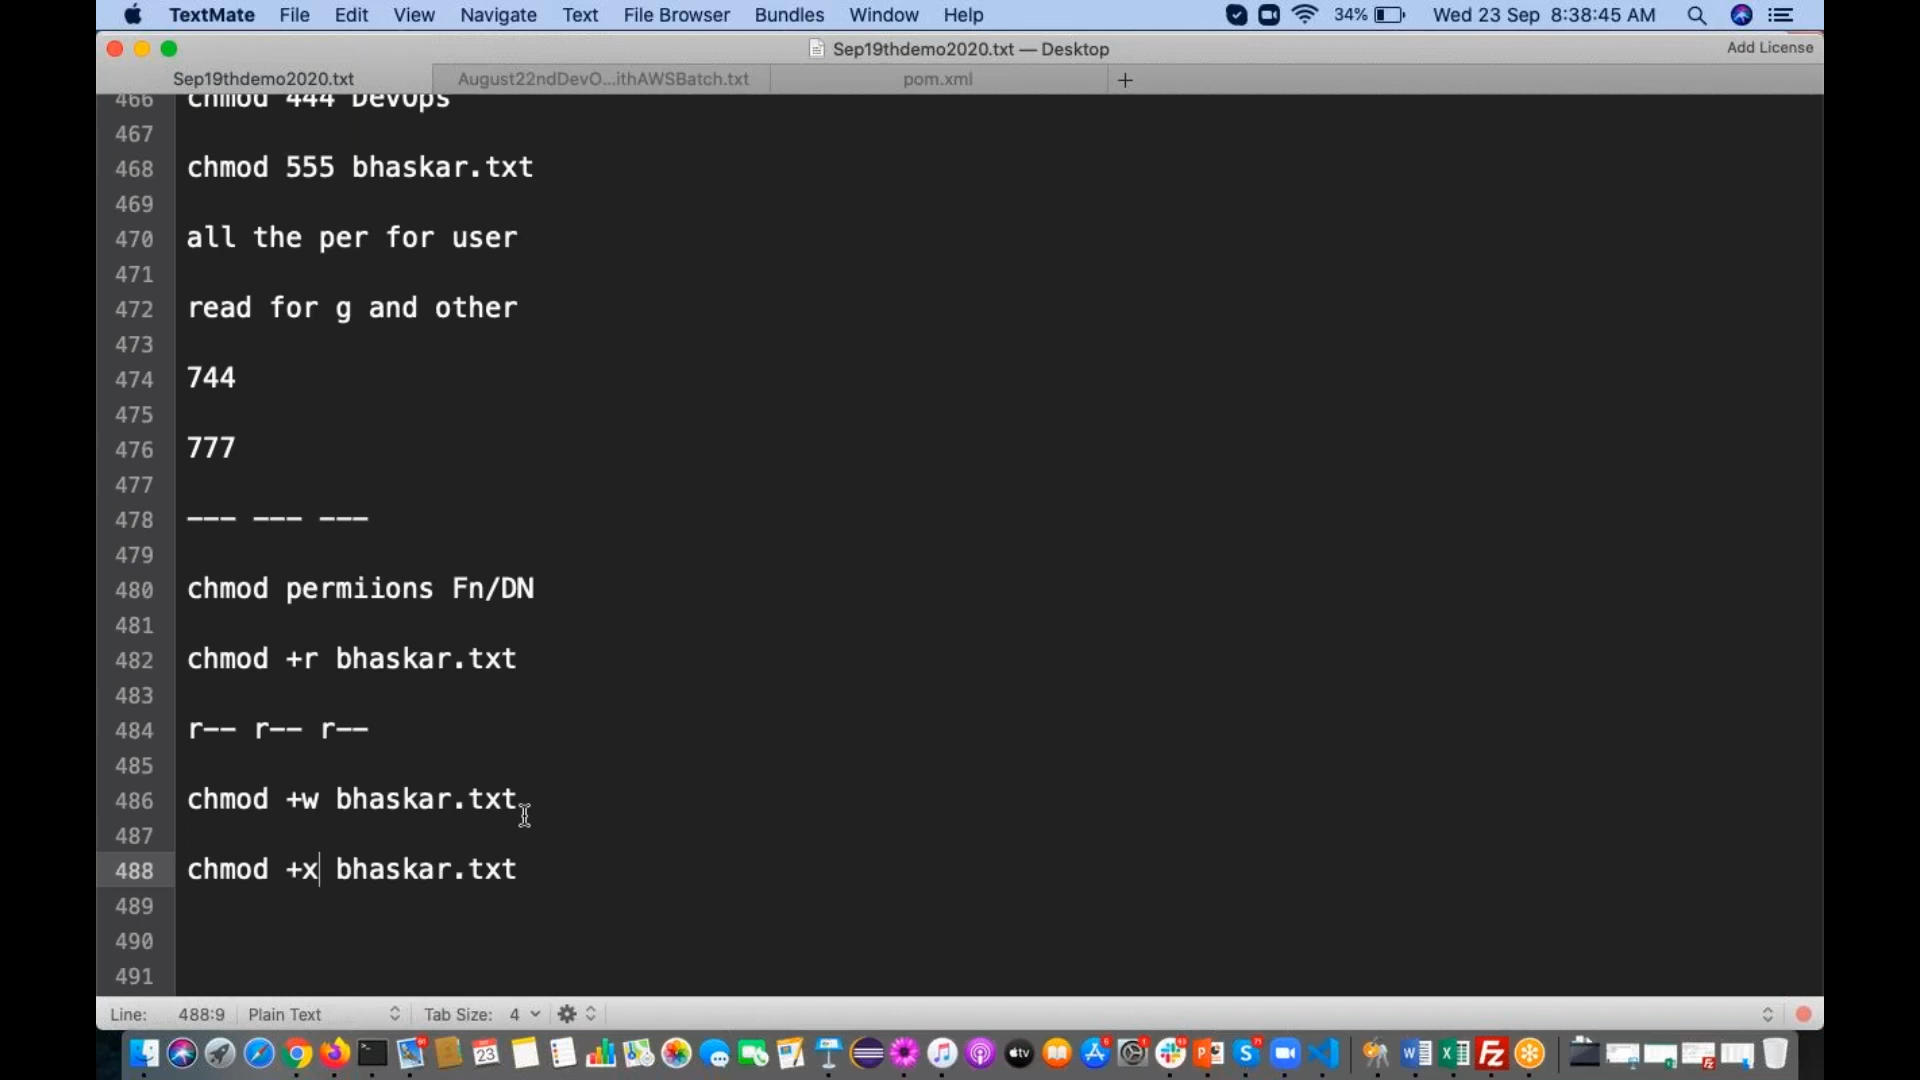 TextMate File Edit View Navigate Text File Browser Bundles Window Help 34% Wed 23 Sep 8:38:45 AM
Sep19thdemo2020.txt — Desktop Add License
Sep19thdemo2020.txt August22ndDevO...ithAWSBatch.txt pom.xml +
466 chmod 444 DevOps
467
468 chmod 555 bhaskar.txt
469
470 all the per for user
471
472 read for g and other
473
474 744
475
476 777
477
478 --- --- ---
479
480 chmod permiions Fn/DN
481
482 chmod +r bhaskar.txt
483
484 r-- r-- r--
485
486 chmod +w bhaskar.txt
487
488 chmod +x bhaskar.txt
489
490
491
Line: 488:9 Plain Text Tab Size: 4